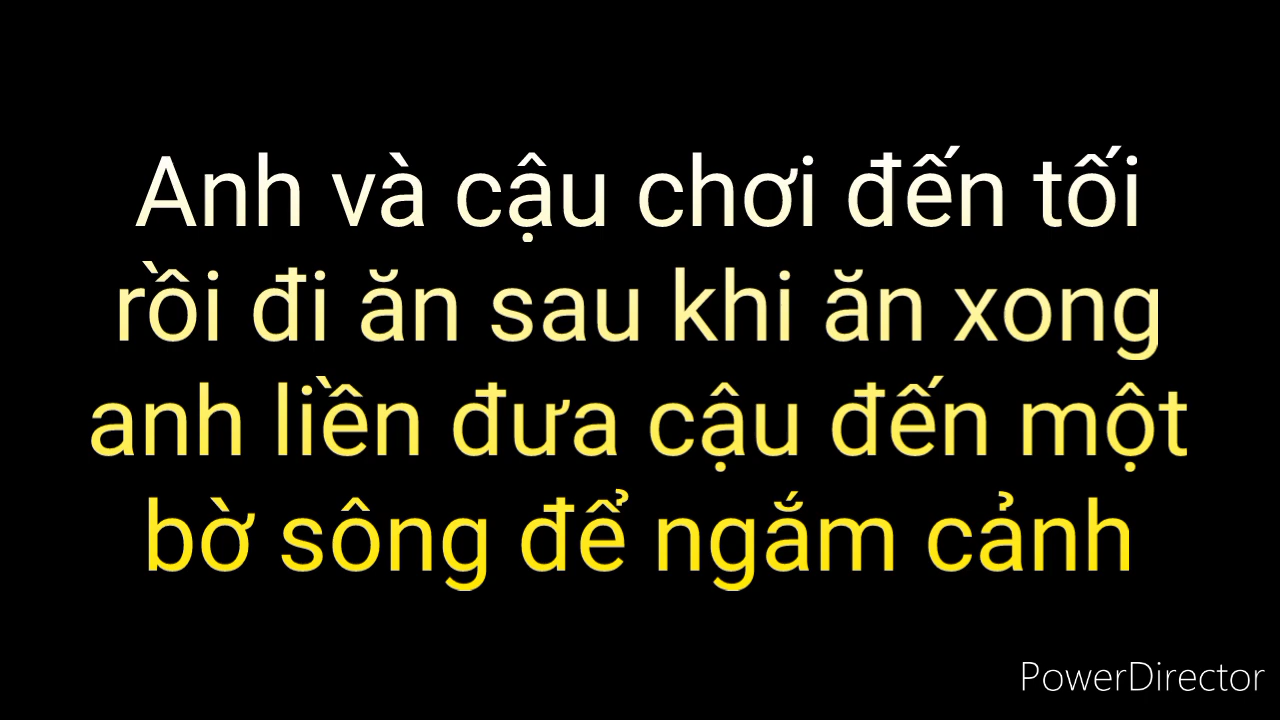 Anh và cậu chơi đến tối
rồi đi ăn sau khi ăn xong
anh liền đưa cậu đến một
bờ sông để ngắm cảnh
PowerDirector